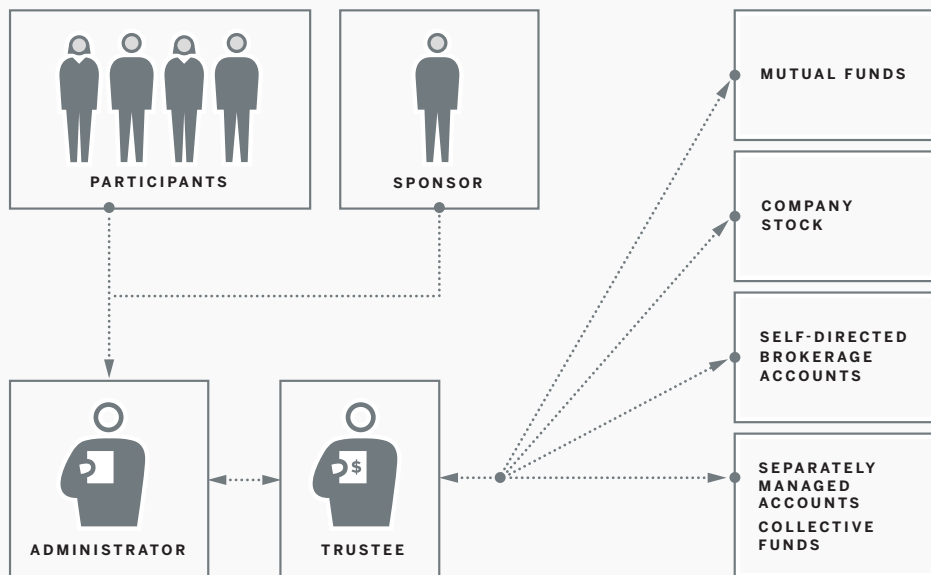 PARTICIPANTS
SPONSOR
MUTUAL FUNDS
COMPANY
STOCK
SELF-DIRECTED
BROKERAGE
ACCOUNTS
ADMINISTRATOR
$
TRUSTEE
SEPARATELY
MANAGED
ACCOUNTS
COLLECTIVE
FUNDS